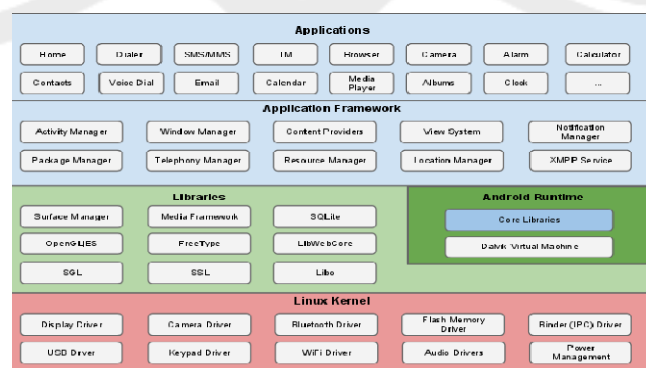 Applications
Home Dialer SMS/MMS IM Browser Camera Alarm Calculator
Contacts Voice Dial Email Calendar Media Player Albums Clock ...
Application Framework
Activity Manager Window Manager Content Providers View System Notification Manager
Package Manager Telephony Manager Resource Manager Location Manager XMPP Service
Libraries
Surface Manager Media Framework SQLite
OpenGL|ES FreeType LibWebCore
SGL SSL Libc
Android Runtime
Core Libraries
Dalvik Virtual Machine
Linux Kernel
Display Driver Camera Driver Bluetooth Driver Flash Memory Driver Binder (IPC) Driver
USB Driver Keypad Driver WiFi Driver Audio Drivers Power Management